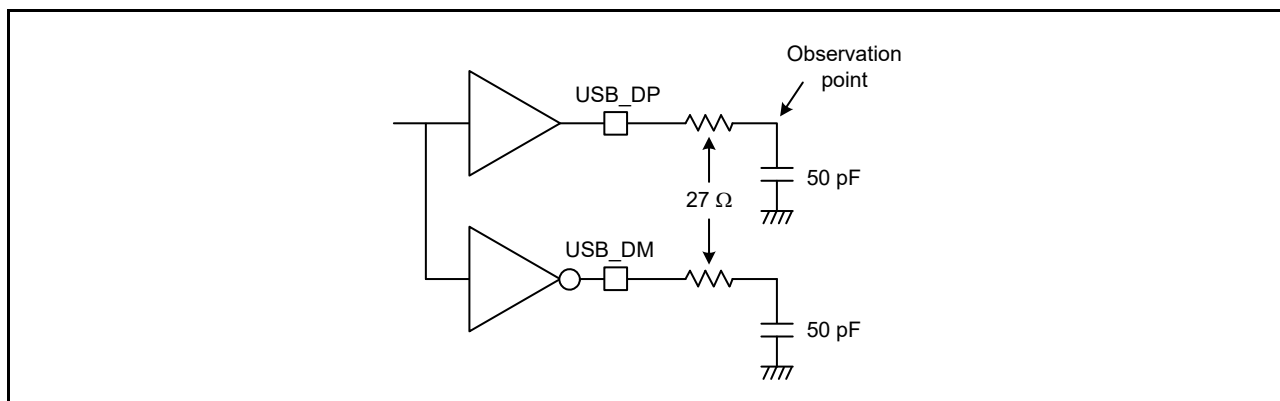 Observation
point
USB_DP
50 pF
27 Ω
USB_DM
50 pF